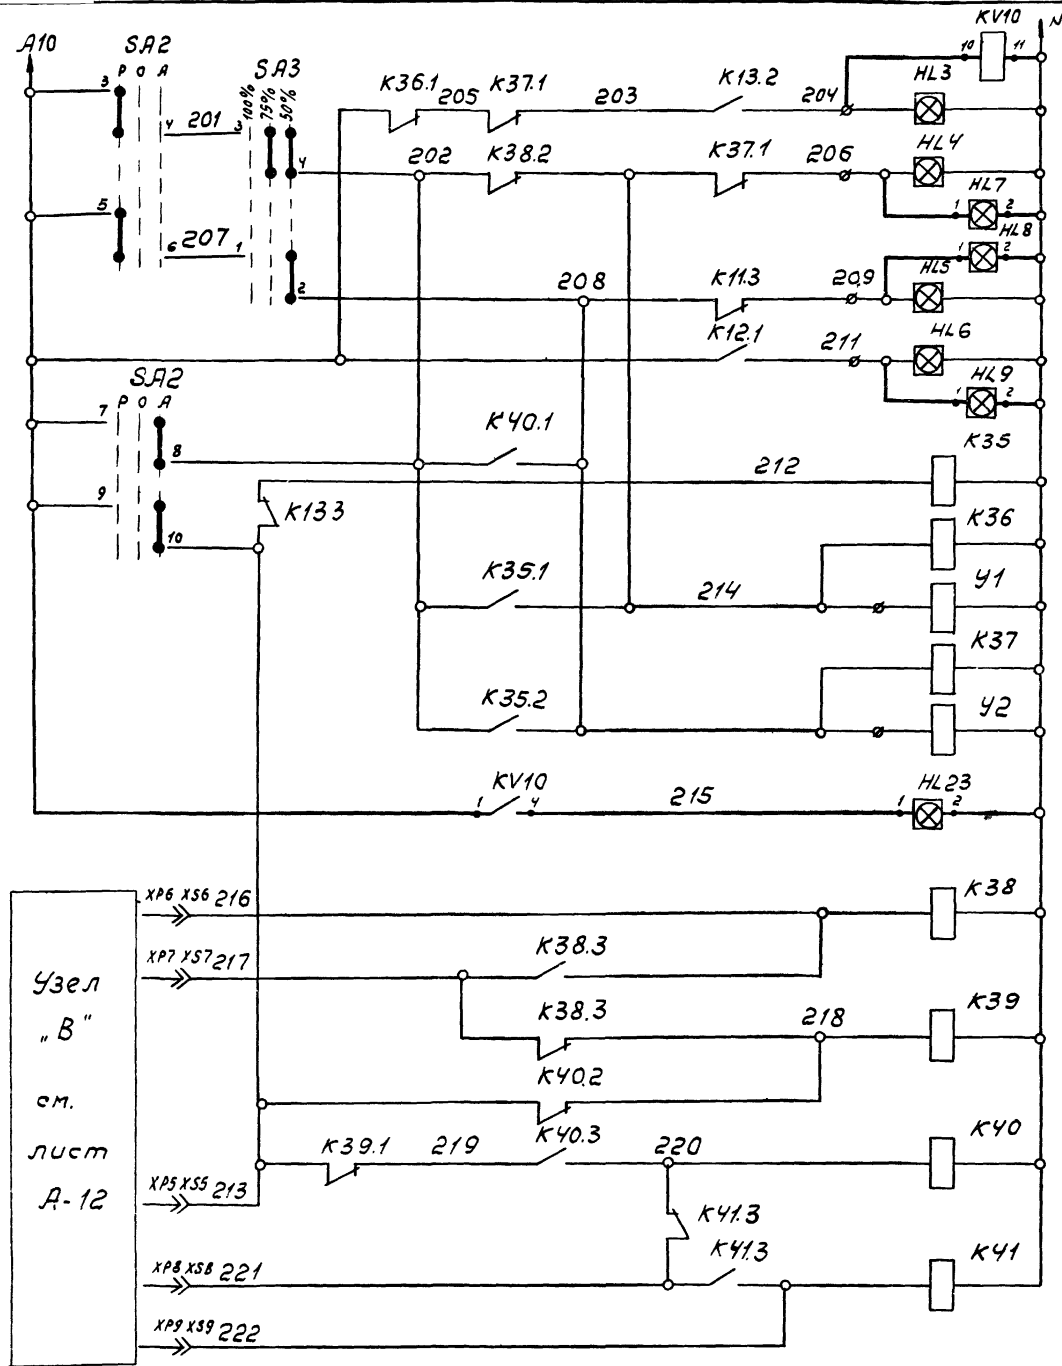 А10
SA2
P O A
3
4
201
5
6
207
SA3
100%
75%
50%
3
4
1
2
K36.1
205
K37.1
203
K13.2
204
KV10
10
11
N
HL3
202
K38.2
K37.1
206
HL4
HL7
1
2
HL8
1
2
208
K11.3
209
HL5
K12.1
211
HL6
HL9
1
2
SA2
P O A
7
8
9
10
K40.1
212
K35
K133
K36
K35.1
214
У1
K37
K35.2
У2
KV10
1
4
215
HL23
1
2
Узел
„В"
см.
лист
А-12
XP6 XS6 216
K38
XP7 XS7 217
K38.3
K38.3
218
K39
K40.2
K39.1
219
K40.3
220
K40
XP5 XS5 213
K41.3
K41.3
K41
XP8 XS8 221
XP9 XS9 222